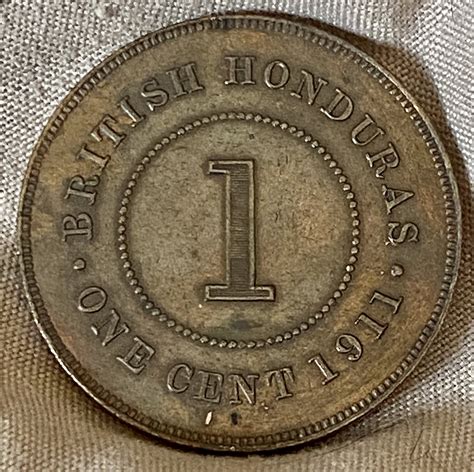 BRITISH HONDURAS
1
· ONE CENT 1911 ·